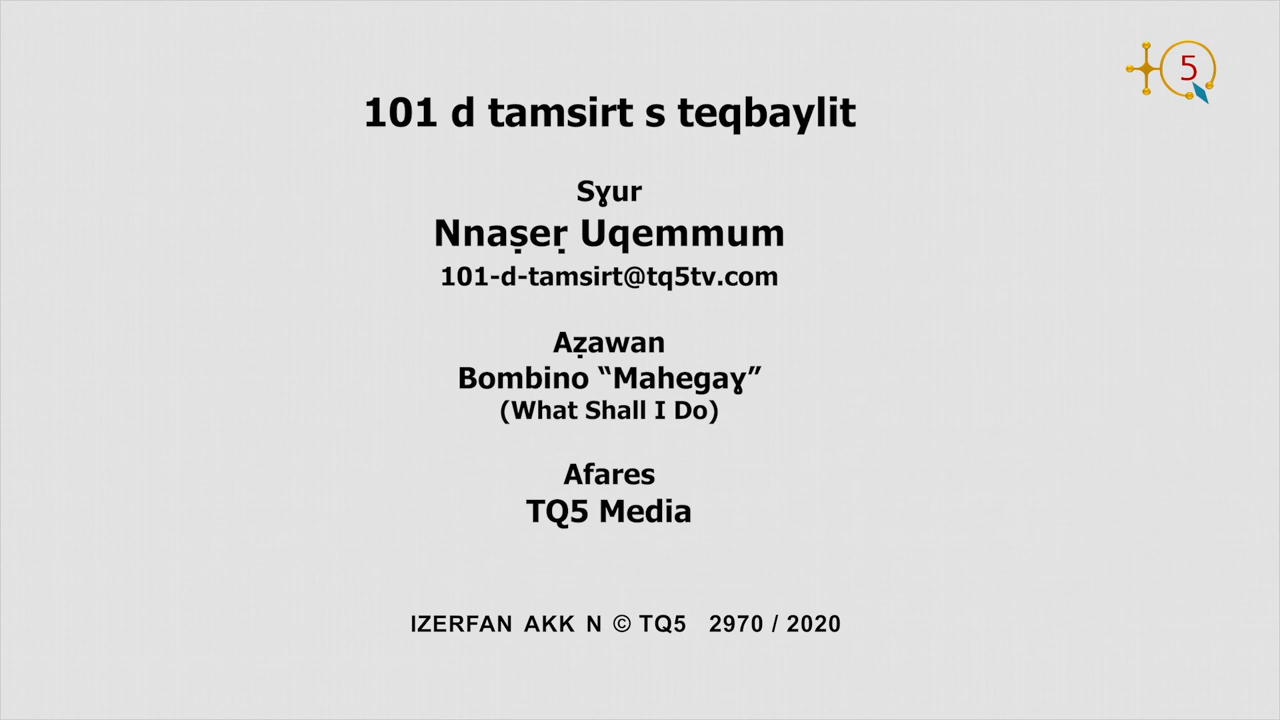 5
101 d tamsirt s teqbaylit
Sɣur
Nnaṣeṛ Uqemmum
101-d-tamsirt@tq5tv.com
Aẓawan
Bombino “Mahegaɣ”
(What Shall I Do)
Afares
TQ5 Media
IZERFAN AKK N © TQ5 2970 / 2020